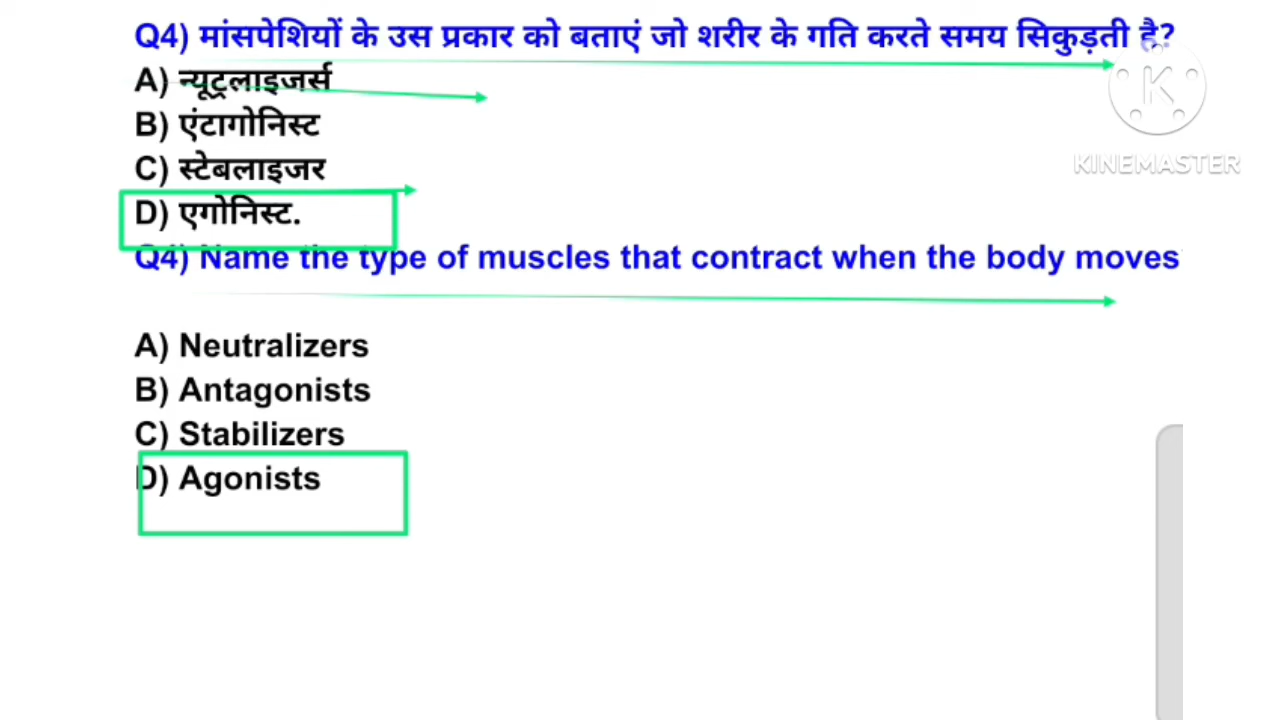 Q4) मांसपेशियों के उस प्रकार को बताएं जो शरीर के गति करते समय सिकुड़ती है?
A) न्यूट्रलाइजर्स
B) एंटागोनिस्ट
C) स्टेबलाइजर
D) एगोनिस्ट.
Q4) Name the type of muscles that contract when the body moves
A) Neutralizers
B) Antagonists
C) Stabilizers
D) Agonists
K
KINEMASTER